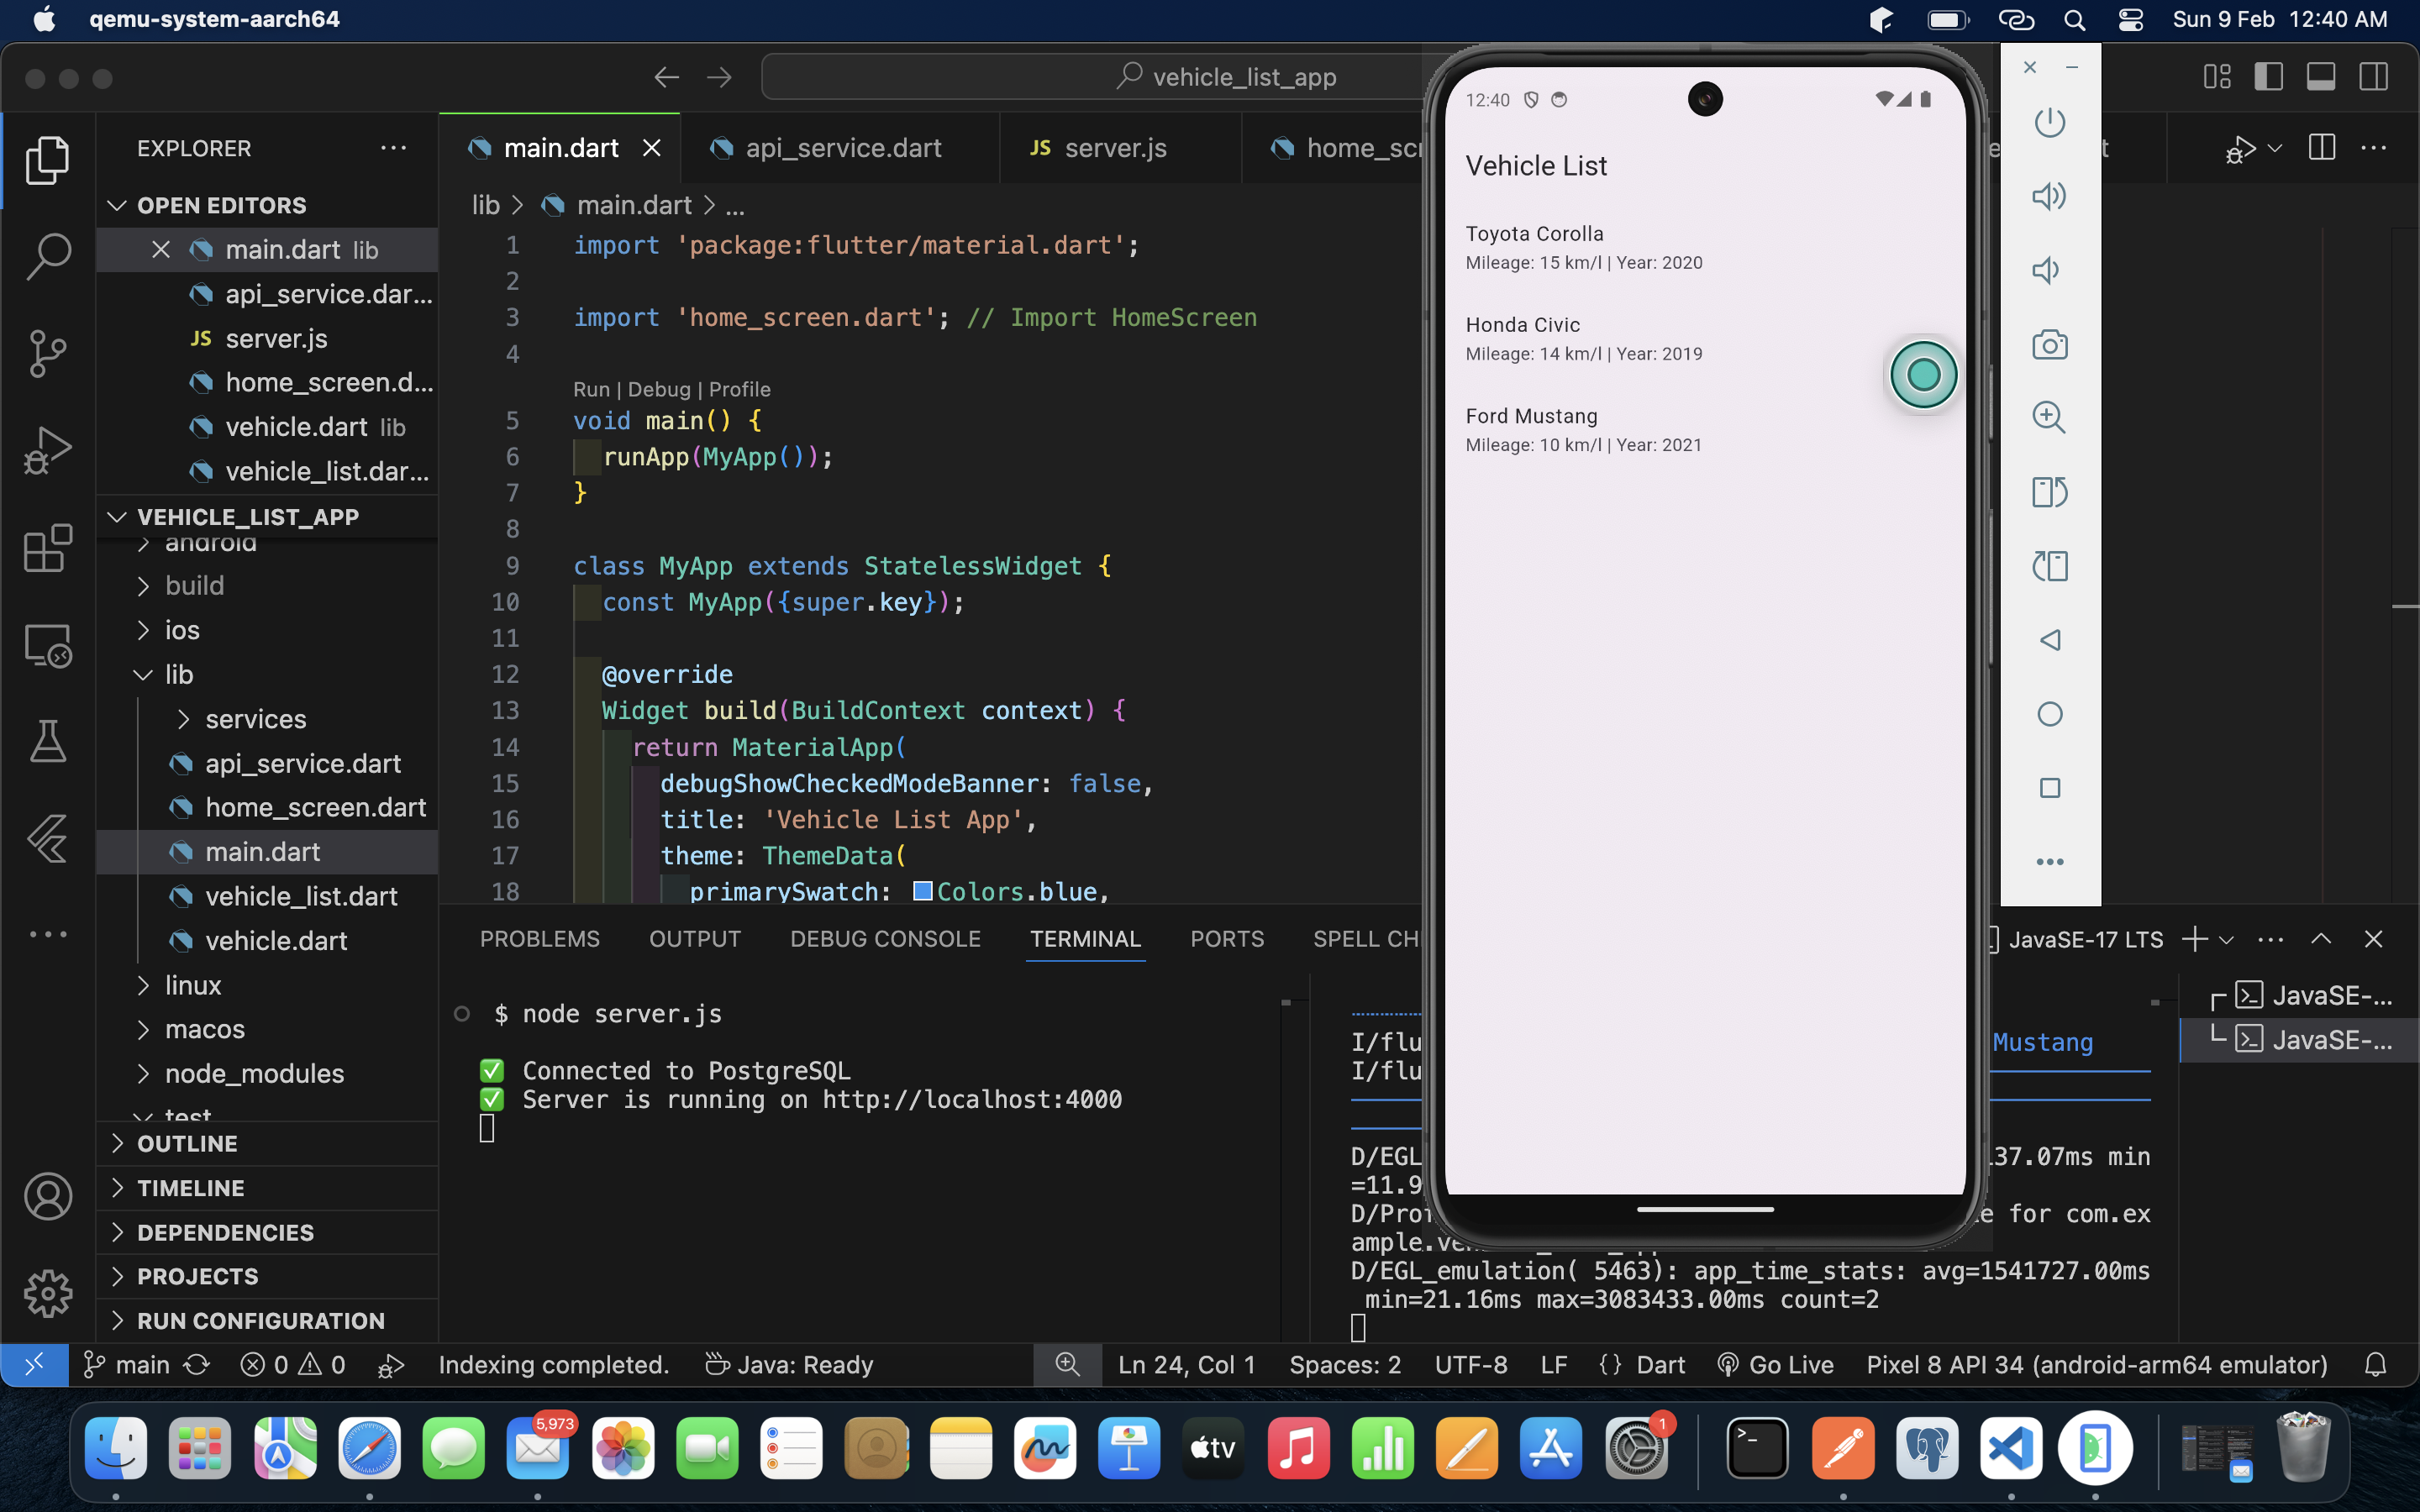 qemu-system-aarch64
Sun 9 Feb 12:40 AM
vehicle_list_app
EXPLORER
OPEN EDITORS
main.dart lib
api_service.dar...
JS server.js
home_screen.d...
vehicle.dart lib
vehicle_list.dar...
VEHICLE_LIST_APP
android
build
ios
lib
services
api_service.dart
home_screen.dart
main.dart
vehicle_list.dart
vehicle.dart
linux
macos
node_modules
test
OUTLINE
TIMELINE
DEPENDENCIES
PROJECTS
RUN CONFIGURATION
main.dart
api_service.dart
JS server.js
home_scr
lib > main.dart > ...
1 import 'package:flutter/material.dart';
2
3 import 'home_screen.dart'; // Import HomeScreen
4
Run | Debug | Profile
5 void main() {
6 runApp(MyApp());
7 }
8
9 class MyApp extends StatelessWidget {
10 const MyApp({super.key});
11
12 @override
13 Widget build(BuildContext context) {
14 return MaterialApp(
15 debugShowCheckedModeBanner: false,
16 title: 'Vehicle List App',
17 theme: ThemeData(
18 primarySwatch: Colors.blue,
12:40
Vehicle List
Toyota Corolla
Mileage: 15 km/l | Year: 2020
Honda Civic
Mileage: 14 km/l | Year: 2019
Ford Mustang
Mileage: 10 km/l | Year: 2021
PROBLEMS OUTPUT DEBUG CONSOLE TERMINAL PORTS SPELL CH
JavaSE-17 LTS
$ node server.js
✅ Connected to PostgreSQL
✅ Server is running on http://localhost:4000
I/flu Mustang
I/flu
D/EGL 37.07ms min
=11.9
D/Prof e for com.ex
ample.ve
D/EGL_emulation( 5463): app_time_stats: avg=1541727.00ms
min=21.16ms max=3083433.00ms count=2
JavaSE-...
JavaSE-...
main 0 0 Indexing completed. Java: Ready Ln 24, Col 1 Spaces: 2 UTF-8 LF {} Dart Go Live Pixel 8 API 34 (android-arm64 emulator)
5,973
tv
1